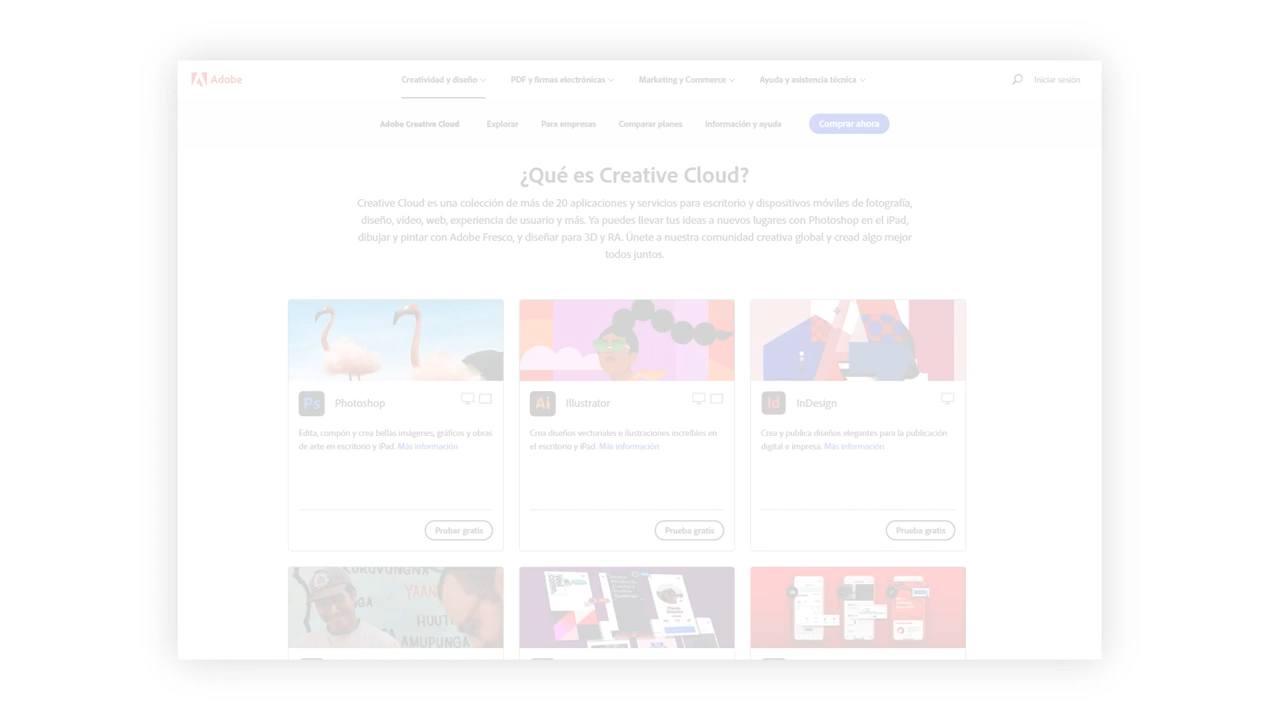 Adobe
Creatividad y diseño
PDF y firmas electrónicas
Marketing y Commerce
Ayuda y asistencia técnica
Iniciar sesión
Adobe Creative Cloud
Explorar
Para empresas
Comparar planes
Información y ayuda
Comprar ahora
¿Qué es Creative Cloud?
Creative Cloud es una colección de más de 20 aplicaciones y servicios para escritorio y dispositivos móviles de fotografía,
diseño, vídeo, web, experiencia de usuario y más. Ya puedes llevar tus ideas a nuevos lugares con Photoshop en el iPad,
dibujar y pintar con Adobe Fresco, y diseñar para 3D y RA. Únete a nuestra comunidad creativa global y cread algo mejor
todos juntos.
Ps Photoshop
Edita, compón y crea bellas imágenes, gráficos y obras
de arte en escritorio y iPad. Más información
Probar gratis
Ai Illustrator
Crea diseños vectoriales e ilustraciones increíbles en
el escritorio y iPad. Más información
Prueba gratis
Id InDesign
Cree y publica diseños elegantes para la publicación
digital e impresa. Más información
Prueba gratis
YAAN
HUUT
AMUPUNGA